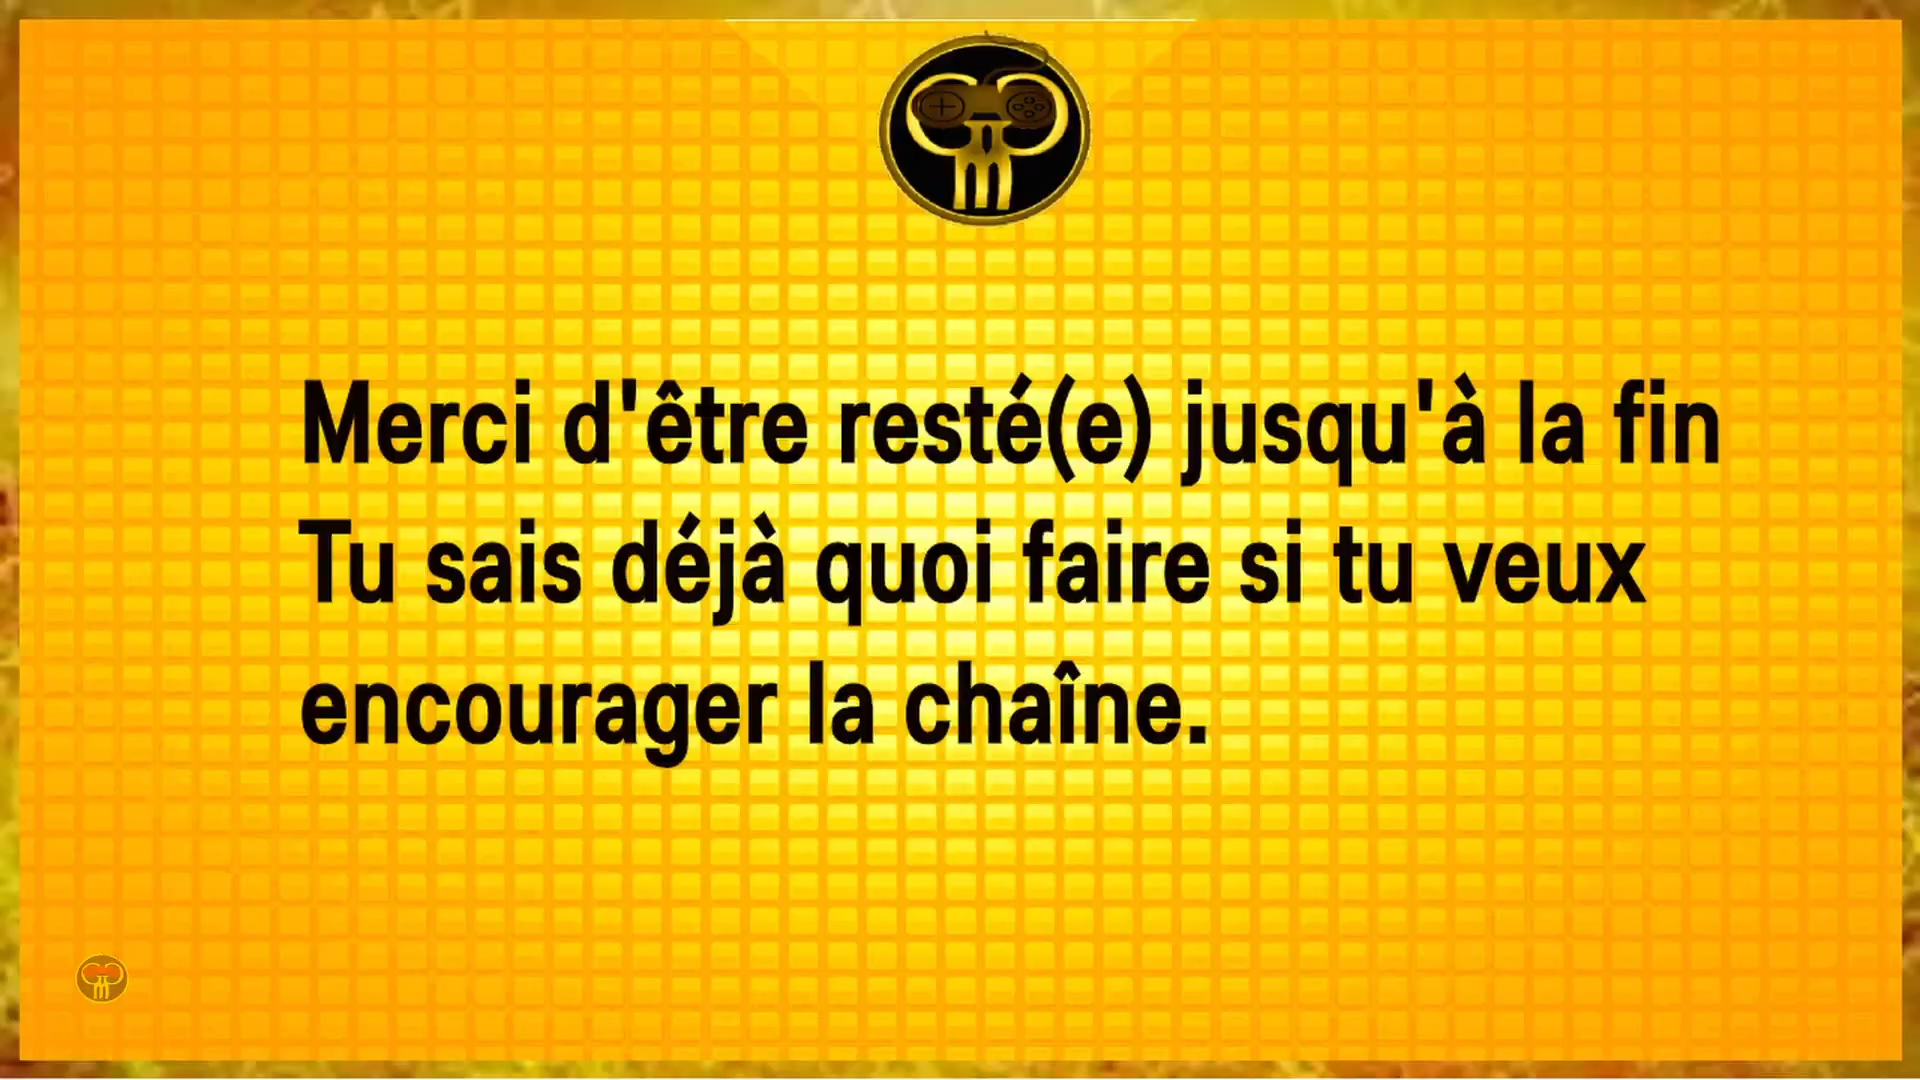 Merci d'être resté(e) jusqu'à la fin
Tu sais déjà quoi faire si tu veux
encourager la chaîne.